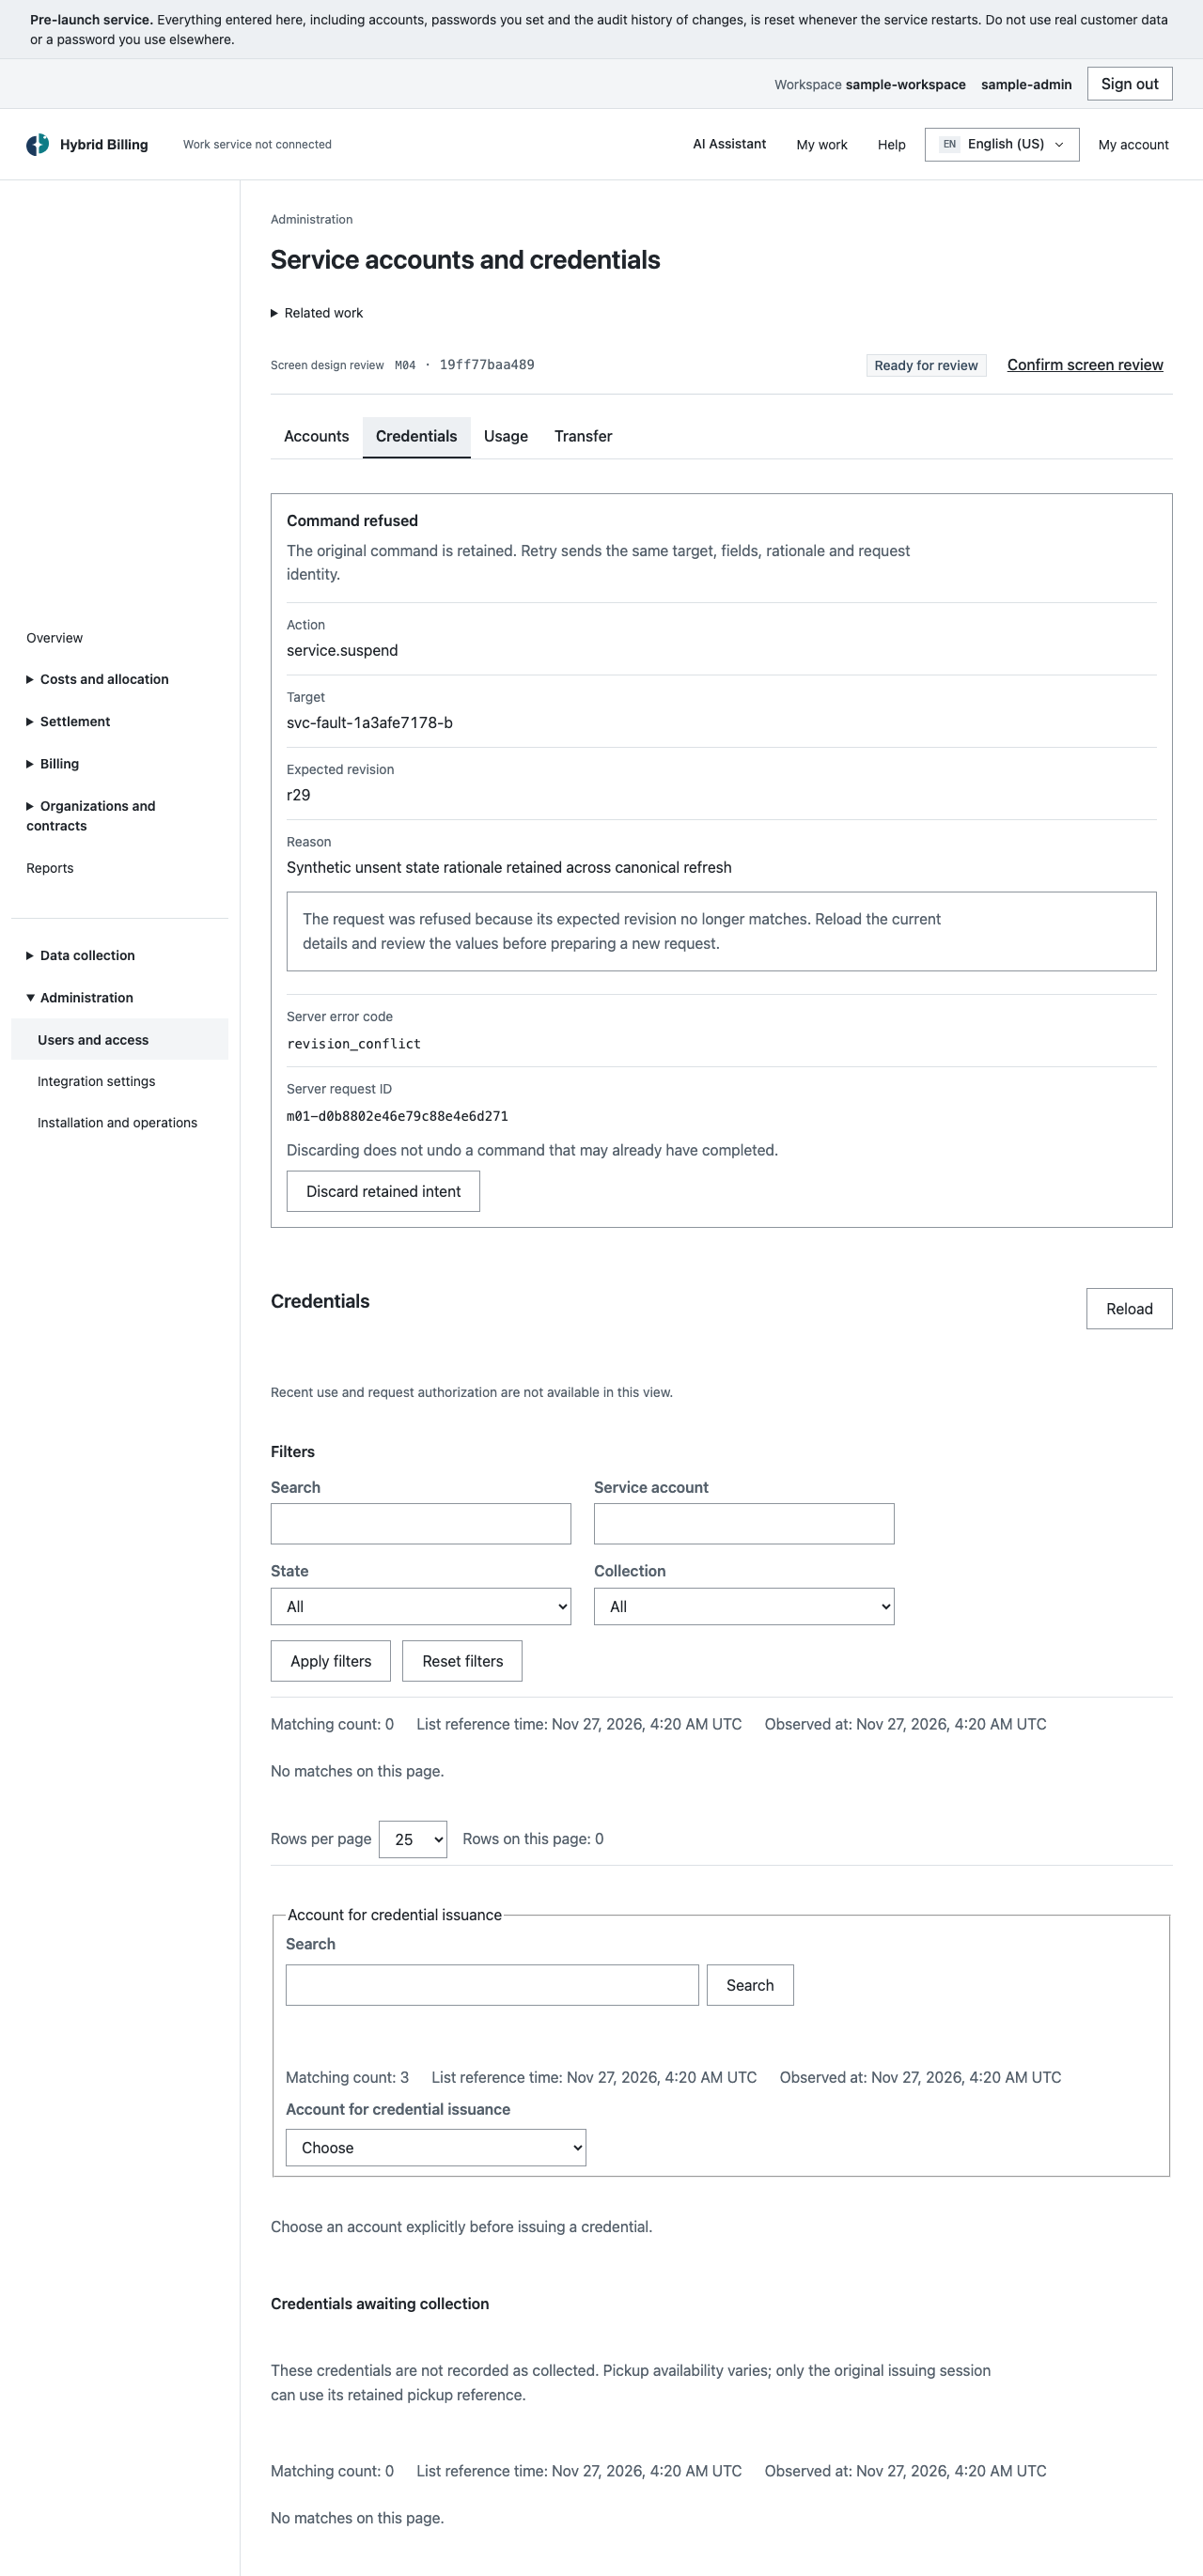 Pre-launch service. Everything entered here, including accounts, passwords you set and the audit history of changes, is reset whenever the service restarts. Do not use real customer data
or a password you use elsewhere.
Workspace sample-workspace sample-admin Sign out
Hybrid Billing Work service not connected AI Assistant My work Help EN English (US) My account
Administration
Service accounts and credentials
Related work
Screen design review M04 · 19ff77baa489 Ready for review Confirm screen review
Accounts Credentials Usage Transfer
Command refused
The original command is retained. Retry sends the same target, fields, rationale and request
identity.
Action
service.suspend
Target
svc-fault-1a3afe7178-b
Expected revision
r29
Reason
Synthetic unsent state rationale retained across canonical refresh
The request was refused because its expected revision no longer matches. Reload the current
details and review the values before preparing a new request.
Server error code
revision_conflict
Server request ID
m01-d0b8802e46e79c88e4e6d271
Discarding does not undo a command that may already have completed.
Discard retained intent
Overview
Costs and allocation
Settlement
Billing
Organizations and
contracts
Reports
Data collection
Administration
Users and access
Integration settings
Installation and operations
Credentials Reload
Recent use and request authorization are not available in this view.
Filters
Search Service account
State Collection
All All
Apply filters Reset filters
Matching count: 0 List reference time: Nov 27, 2026, 4:20 AM UTC Observed at: Nov 27, 2026, 4:20 AM UTC
No matches on this page.
Rows per page 25 Rows on this page: 0
Account for credential issuance
Search
Search
Matching count: 3 List reference time: Nov 27, 2026, 4:20 AM UTC Observed at: Nov 27, 2026, 4:20 AM UTC
Account for credential issuance
Choose
Choose an account explicitly before issuing a credential.
Credentials awaiting collection
These credentials are not recorded as collected. Pickup availability varies; only the original issuing session
can use its retained pickup reference.
Matching count: 0 List reference time: Nov 27, 2026, 4:20 AM UTC Observed at: Nov 27, 2026, 4:20 AM UTC
No matches on this page.